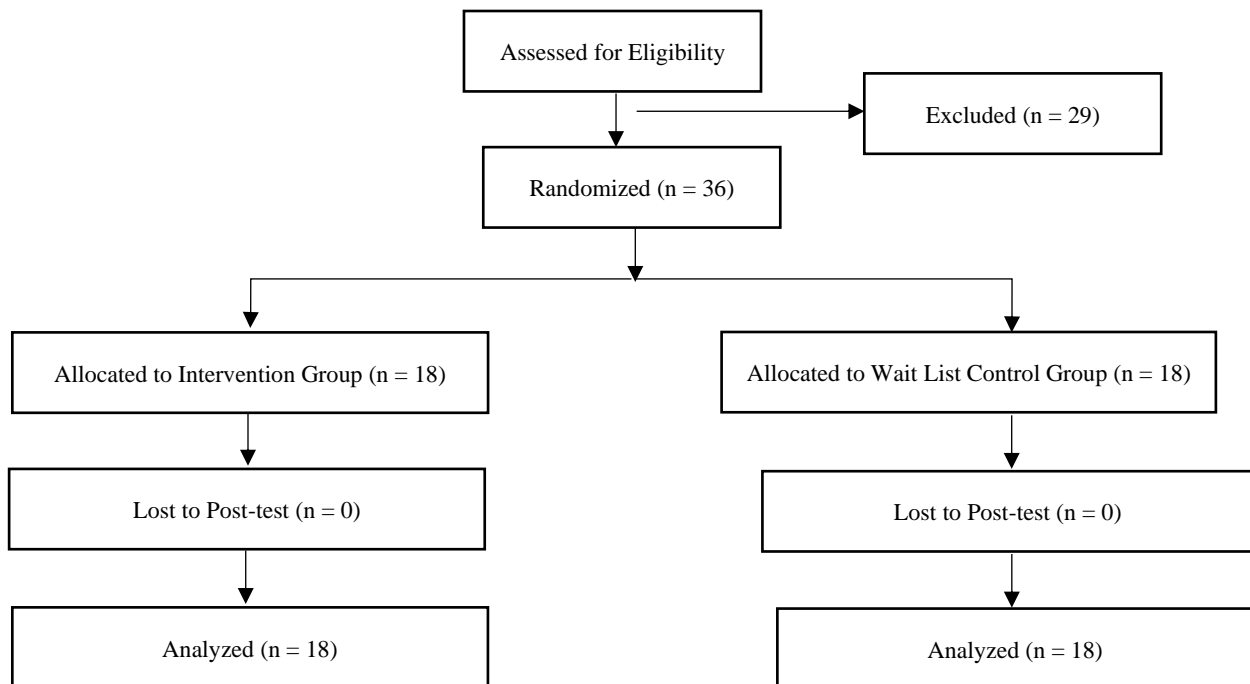 Assessed for Eligibility
Excluded (n = 29)
Randomized (n = 36)
Allocated to Intervention Group (n = 18)
Allocated to Wait List Control Group (n = 18)
Lost to Post-test (n = 0)
Lost to Post-test (n = 0)
Analyzed (n = 18)
Analyzed (n = 18)